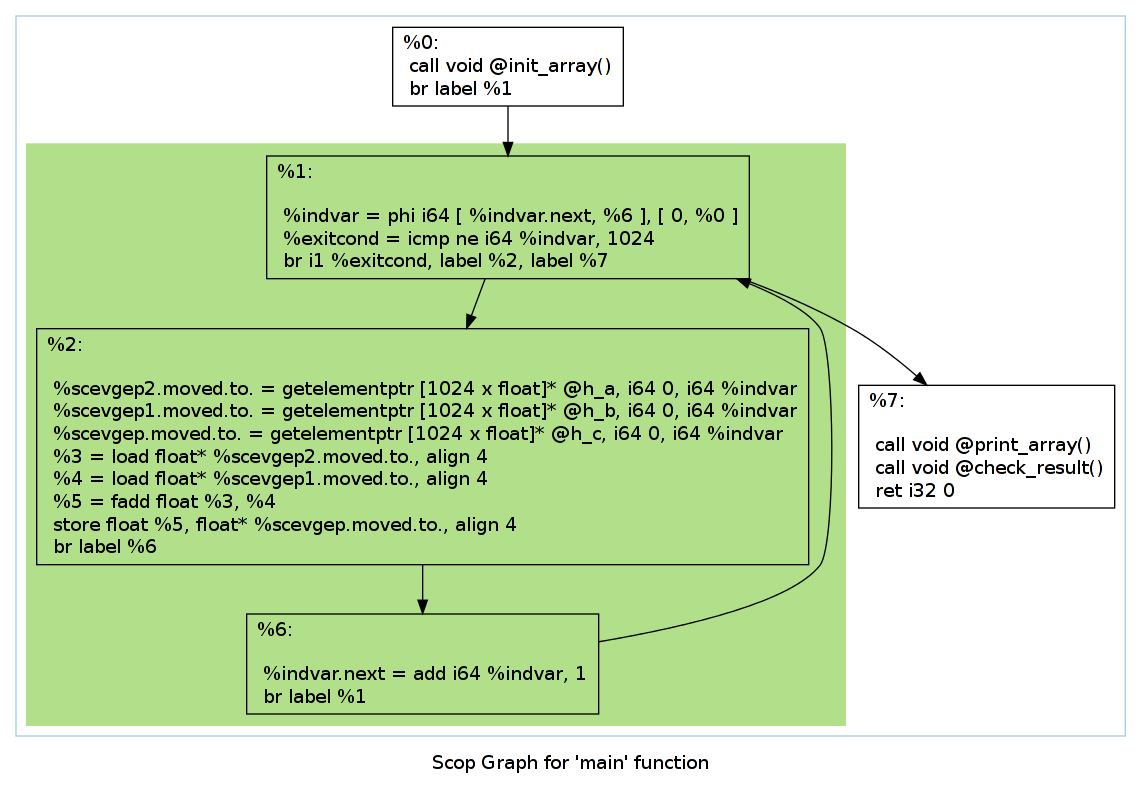 %0:
call void @init_array()
br label %1
%1:
%indvar = phi i64 [ %indvar.next, %6 ], [ 0, %0 ]
%exitcond = icmp ne i64 %indvar, 1024
br i1 %exitcond, label %2, label %7
%2:
%scevgep2.moved.to. = getelementptr [1024 x float]* @h_a, i64 0, i64 %indvar
%scevgep1.moved.to. = getelementptr [1024 x float]* @h_b, i64 0, i64 %indvar
%scevgep.moved.to. = getelementptr [1024 x float]* @h_c, i64 0, i64 %indvar
%3 = load float* %scevgep2.moved.to., align 4
%4 = load float* %scevgep1.moved.to., align 4
%5 = fadd float %3, %4
store float %5, float* %scevgep.moved.to., align 4
br label %6
%7:
call void @print_array()
call void @check_result()
ret i32 0
%6:
%indvar.next = add i64 %indvar, 1
br label %1
Scop Graph for 'main' function